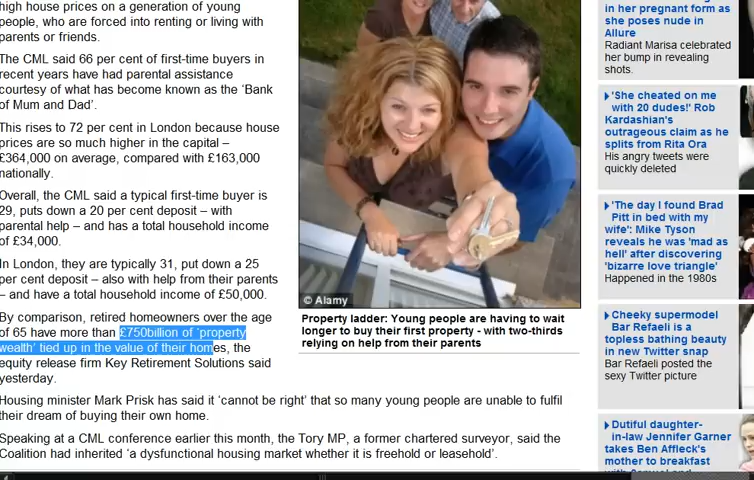 high house prices on a generation of young
people, who are forced into renting or living with
parents or friends.
The CML said 66 per cent of first-time buyers in
recent years have had parental assistance
courtesy of what has become known as the 'Bank
of Mum and Dad'.
This rises to 72 per cent in London because house
prices are so much higher in the capital –
£364,000 on average, compared with £163,000
nationally.
Overall, the CML said a typical first-time buyer is
29, puts down a 20 per cent deposit – with
parental help – and has a total household income
of £34,000.
In London, they are typically 31, put down a 25
per cent deposit – also with help from their parents
– and have a total household income of £50,000.
By comparison, retired homeowners over the age
of 65 have more than £750billion of 'property
wealth' tied up in the value of their homes, the
equity release firm Key Retirement Solutions said
yesterday.
© Alamy
Property ladder: Young people are having to wait
longer to buy their first property - with two-thirds
relying on help from their parents
Housing minister Mark Prisk has said it 'cannot be right' that so many young people are unable to fulfil
their dream of buying their own home.
Speaking at a CML conference earlier this month, the Tory MP, a former chartered surveyor, said the
Coalition had inherited 'a dysfunctional housing market whether it is freehold or leasehold'.
in her pregnant form as
she poses nude in
Allure
Radiant Marisa celebrated
her bump in revealing
shots.
'She cheated on me
with 20 dudes!' Rob
Kardashian's
outrageous claim as he
splits from Rita Ora
His angry tweets were
quickly deleted
'The day I found Brad
Pitt in bed with my
wife': Mike Tyson
reveals he was 'mad as
hell' after discovering
'bizarre love triangle'
Happened in the 1980s
Cheeky supermodel
Bar Refaeli is a
topless bathing beauty
in new Twitter snap
Bar Refaeli posted the
sexy Twitter picture
Dutiful daughter-
in-law Jennifer Garner
takes Ben Affleck's
mother to breakfast